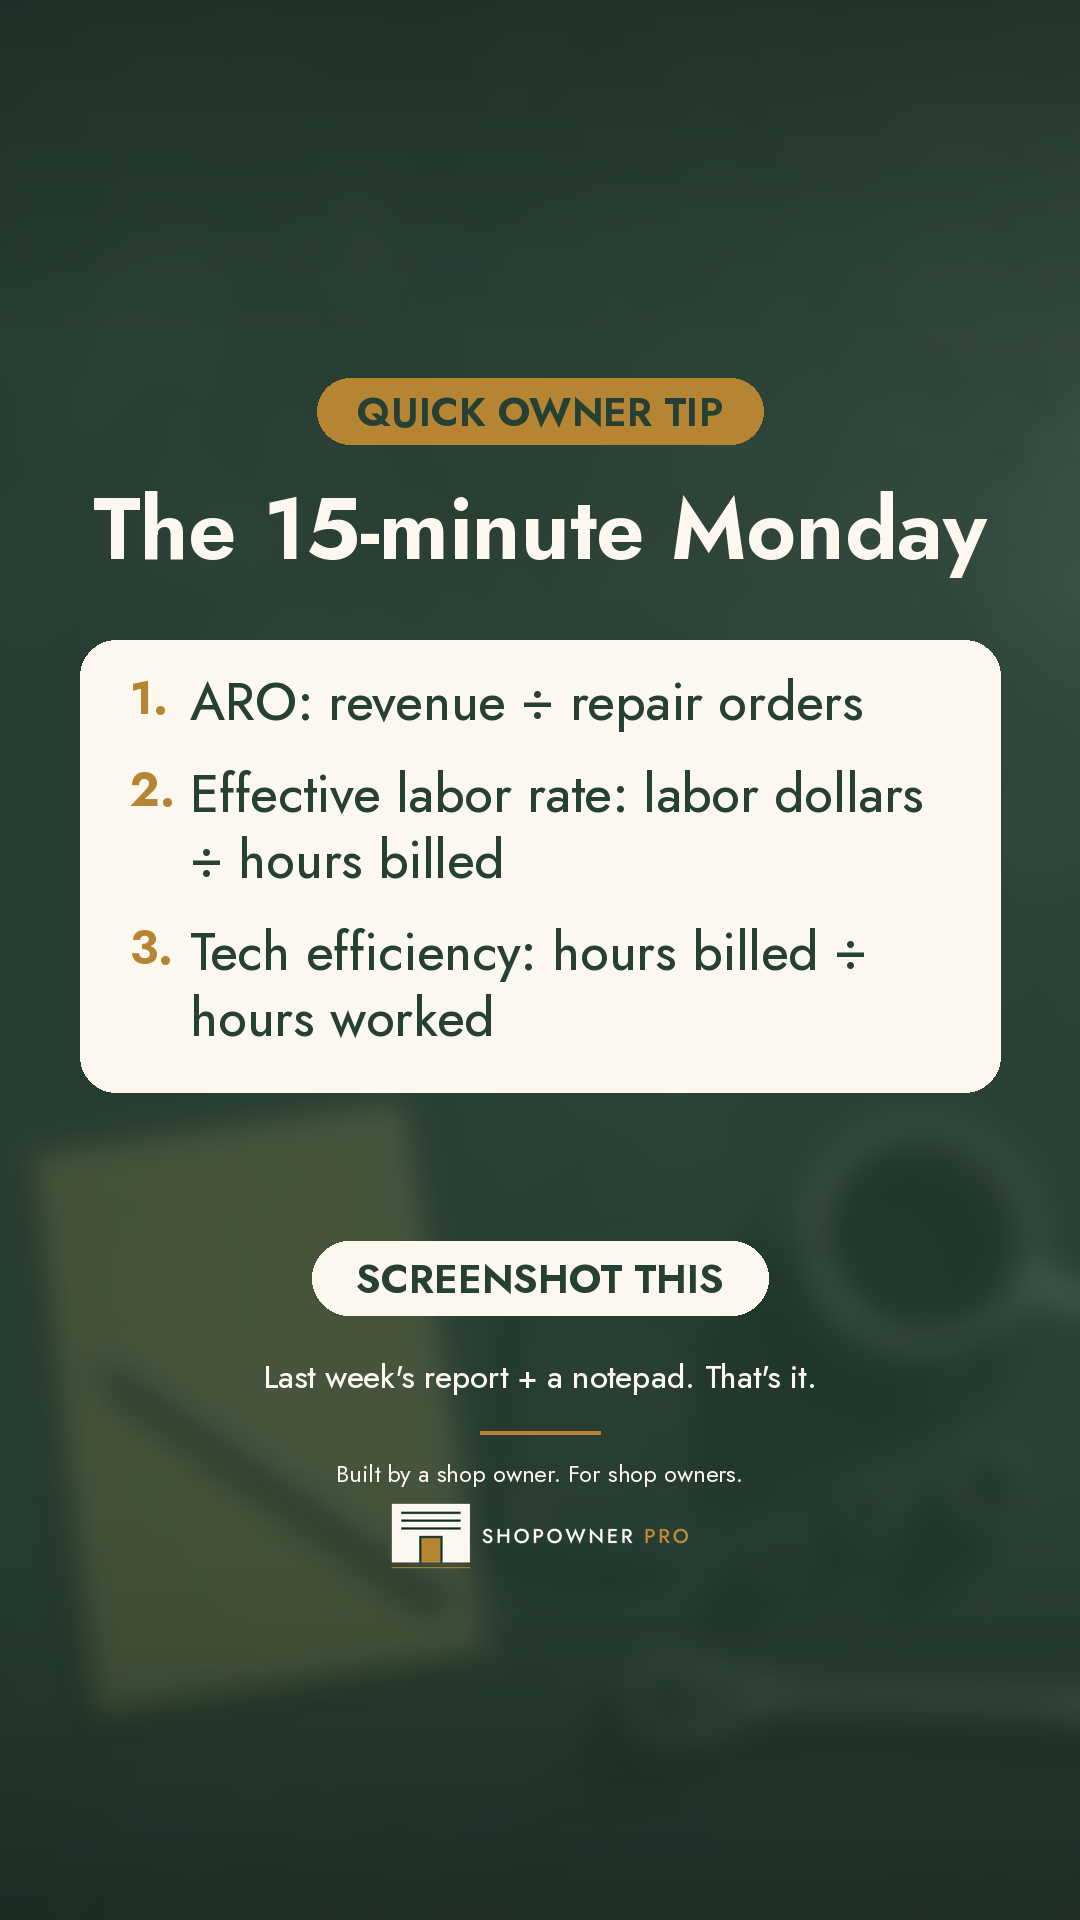 QUICK OWNER TIP
The 15-minute Monday
1. ARO: revenue ÷ repair orders
2. Effective labor rate: labor dollars
÷ hours billed
3. Tech efficiency: hours billed ÷
hours worked
SCREENSHOT THIS
Last week's report + a notepad. That's it.
Built by a shop owner. For shop owners.
SHOPOWNER PRO